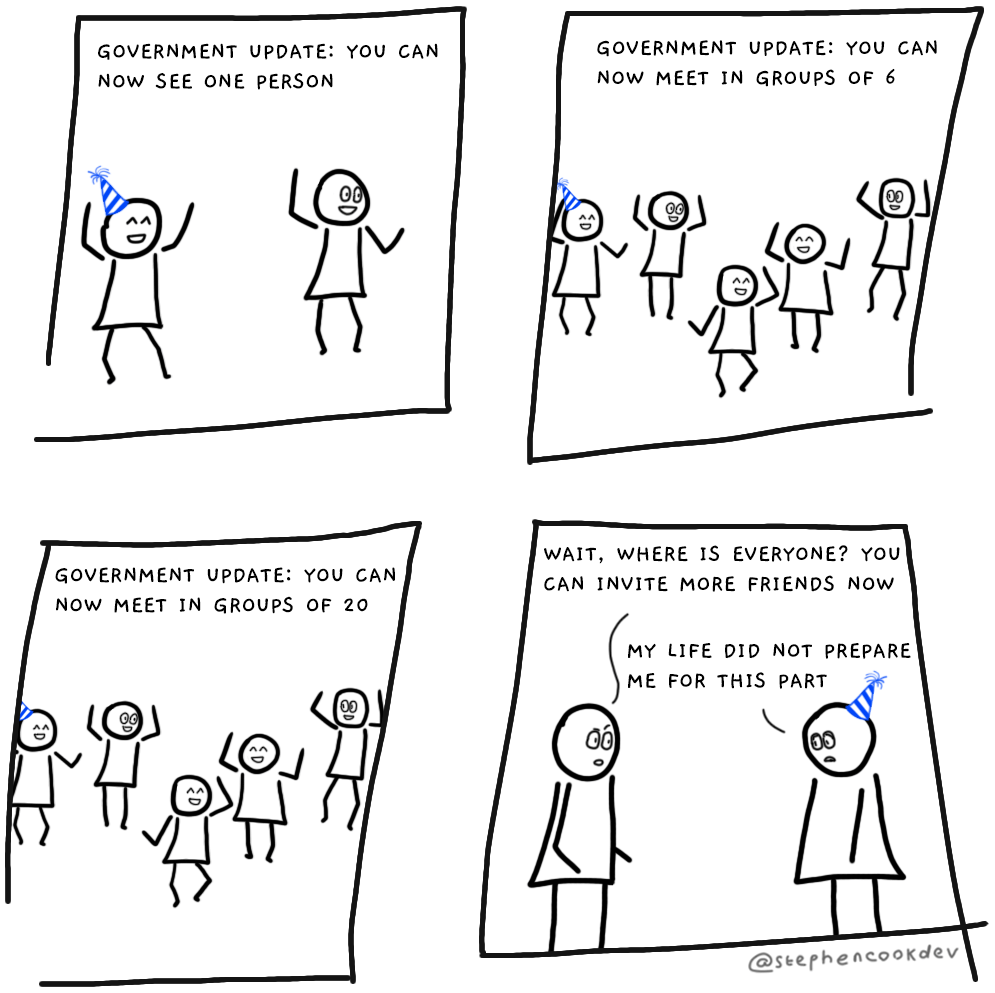 GOVERNMENT UPDATE: YOU CAN
NOW SEE ONE PERSON
GOVERNMENT UPDATE: YOU CAN
NOW MEET IN GROUPS OF 6
GOVERNMENT UPDATE: YOU CAN
NOW MEET IN GROUPS OF 20
WAIT, WHERE IS EVERYONE? YOU
CAN INVITE MORE FRIENDS NOW
MY LIFE DID NOT PREPARE
ME FOR THIS PART
@stephencookdev